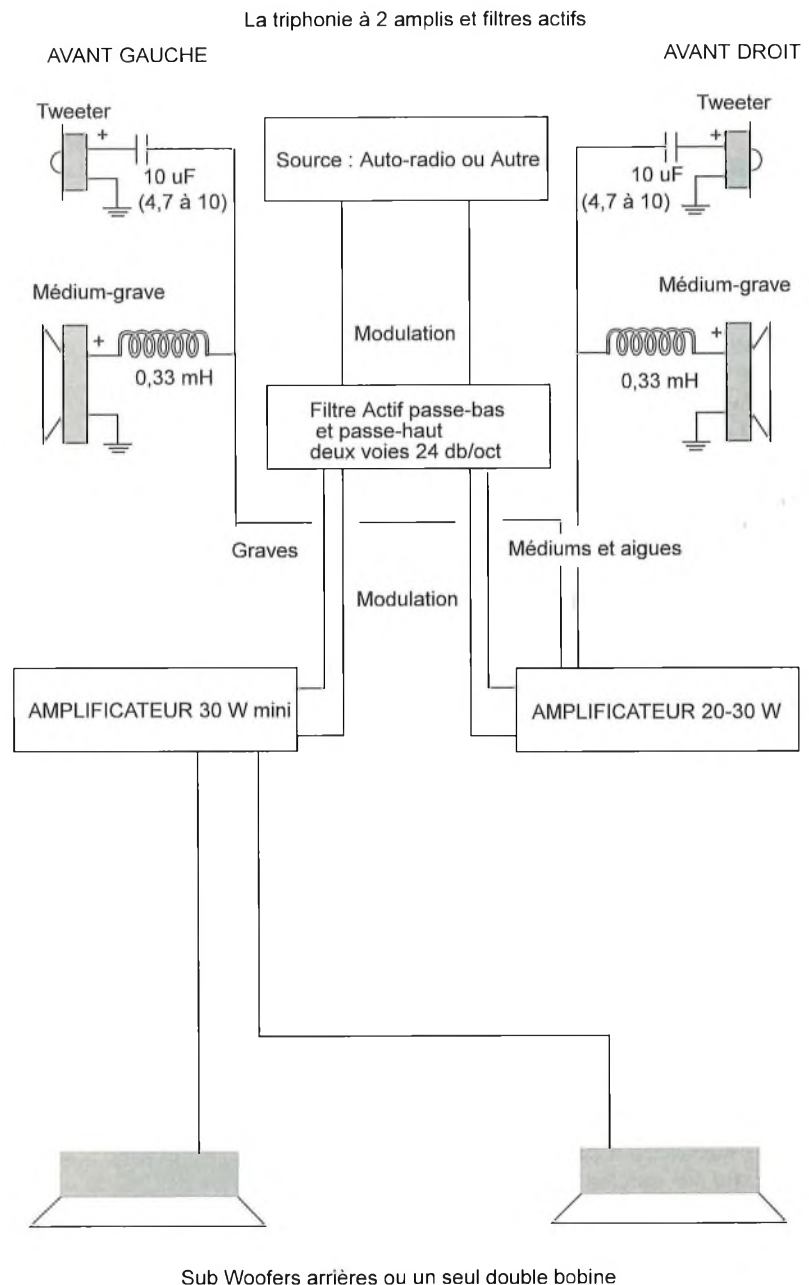 La triphonie à 2 amplis et filtres actifs
AVANT GAUCHE
AVANT DROIT
Tweeter
+
10 uF
(4,7 à 10)
Source : Auto-radio ou Autre
Tweeter
+
10 uF
(4,7 à 10)
Médium-grave
+
0,33 mH
Modulation
Médium-grave
+
0,33 mH
Filtre Actif passe-bas
et passe-haut
deux voies 24 db/oct
Graves
Médiums et aigues
Modulation
AMPLIFICATEUR 30 W mini
AMPLIFICATEUR 20-30 W
Sub Woofers arrières ou un seul double bobine